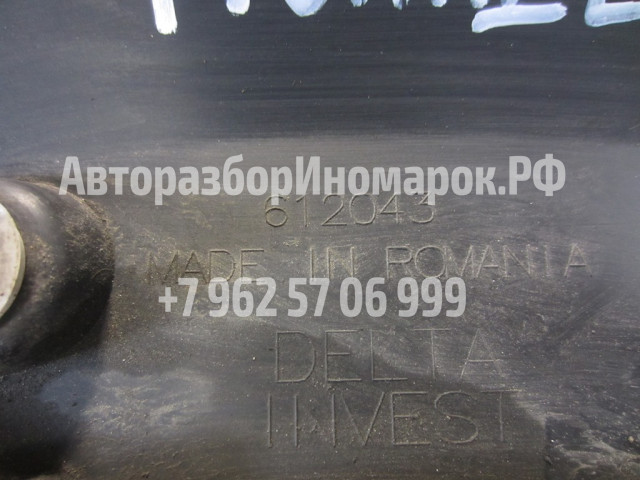 АвторазборИномарок.РФ
612043
MADE IN ROMANIA
+7 962 57 06 999
DELTA
INVEST